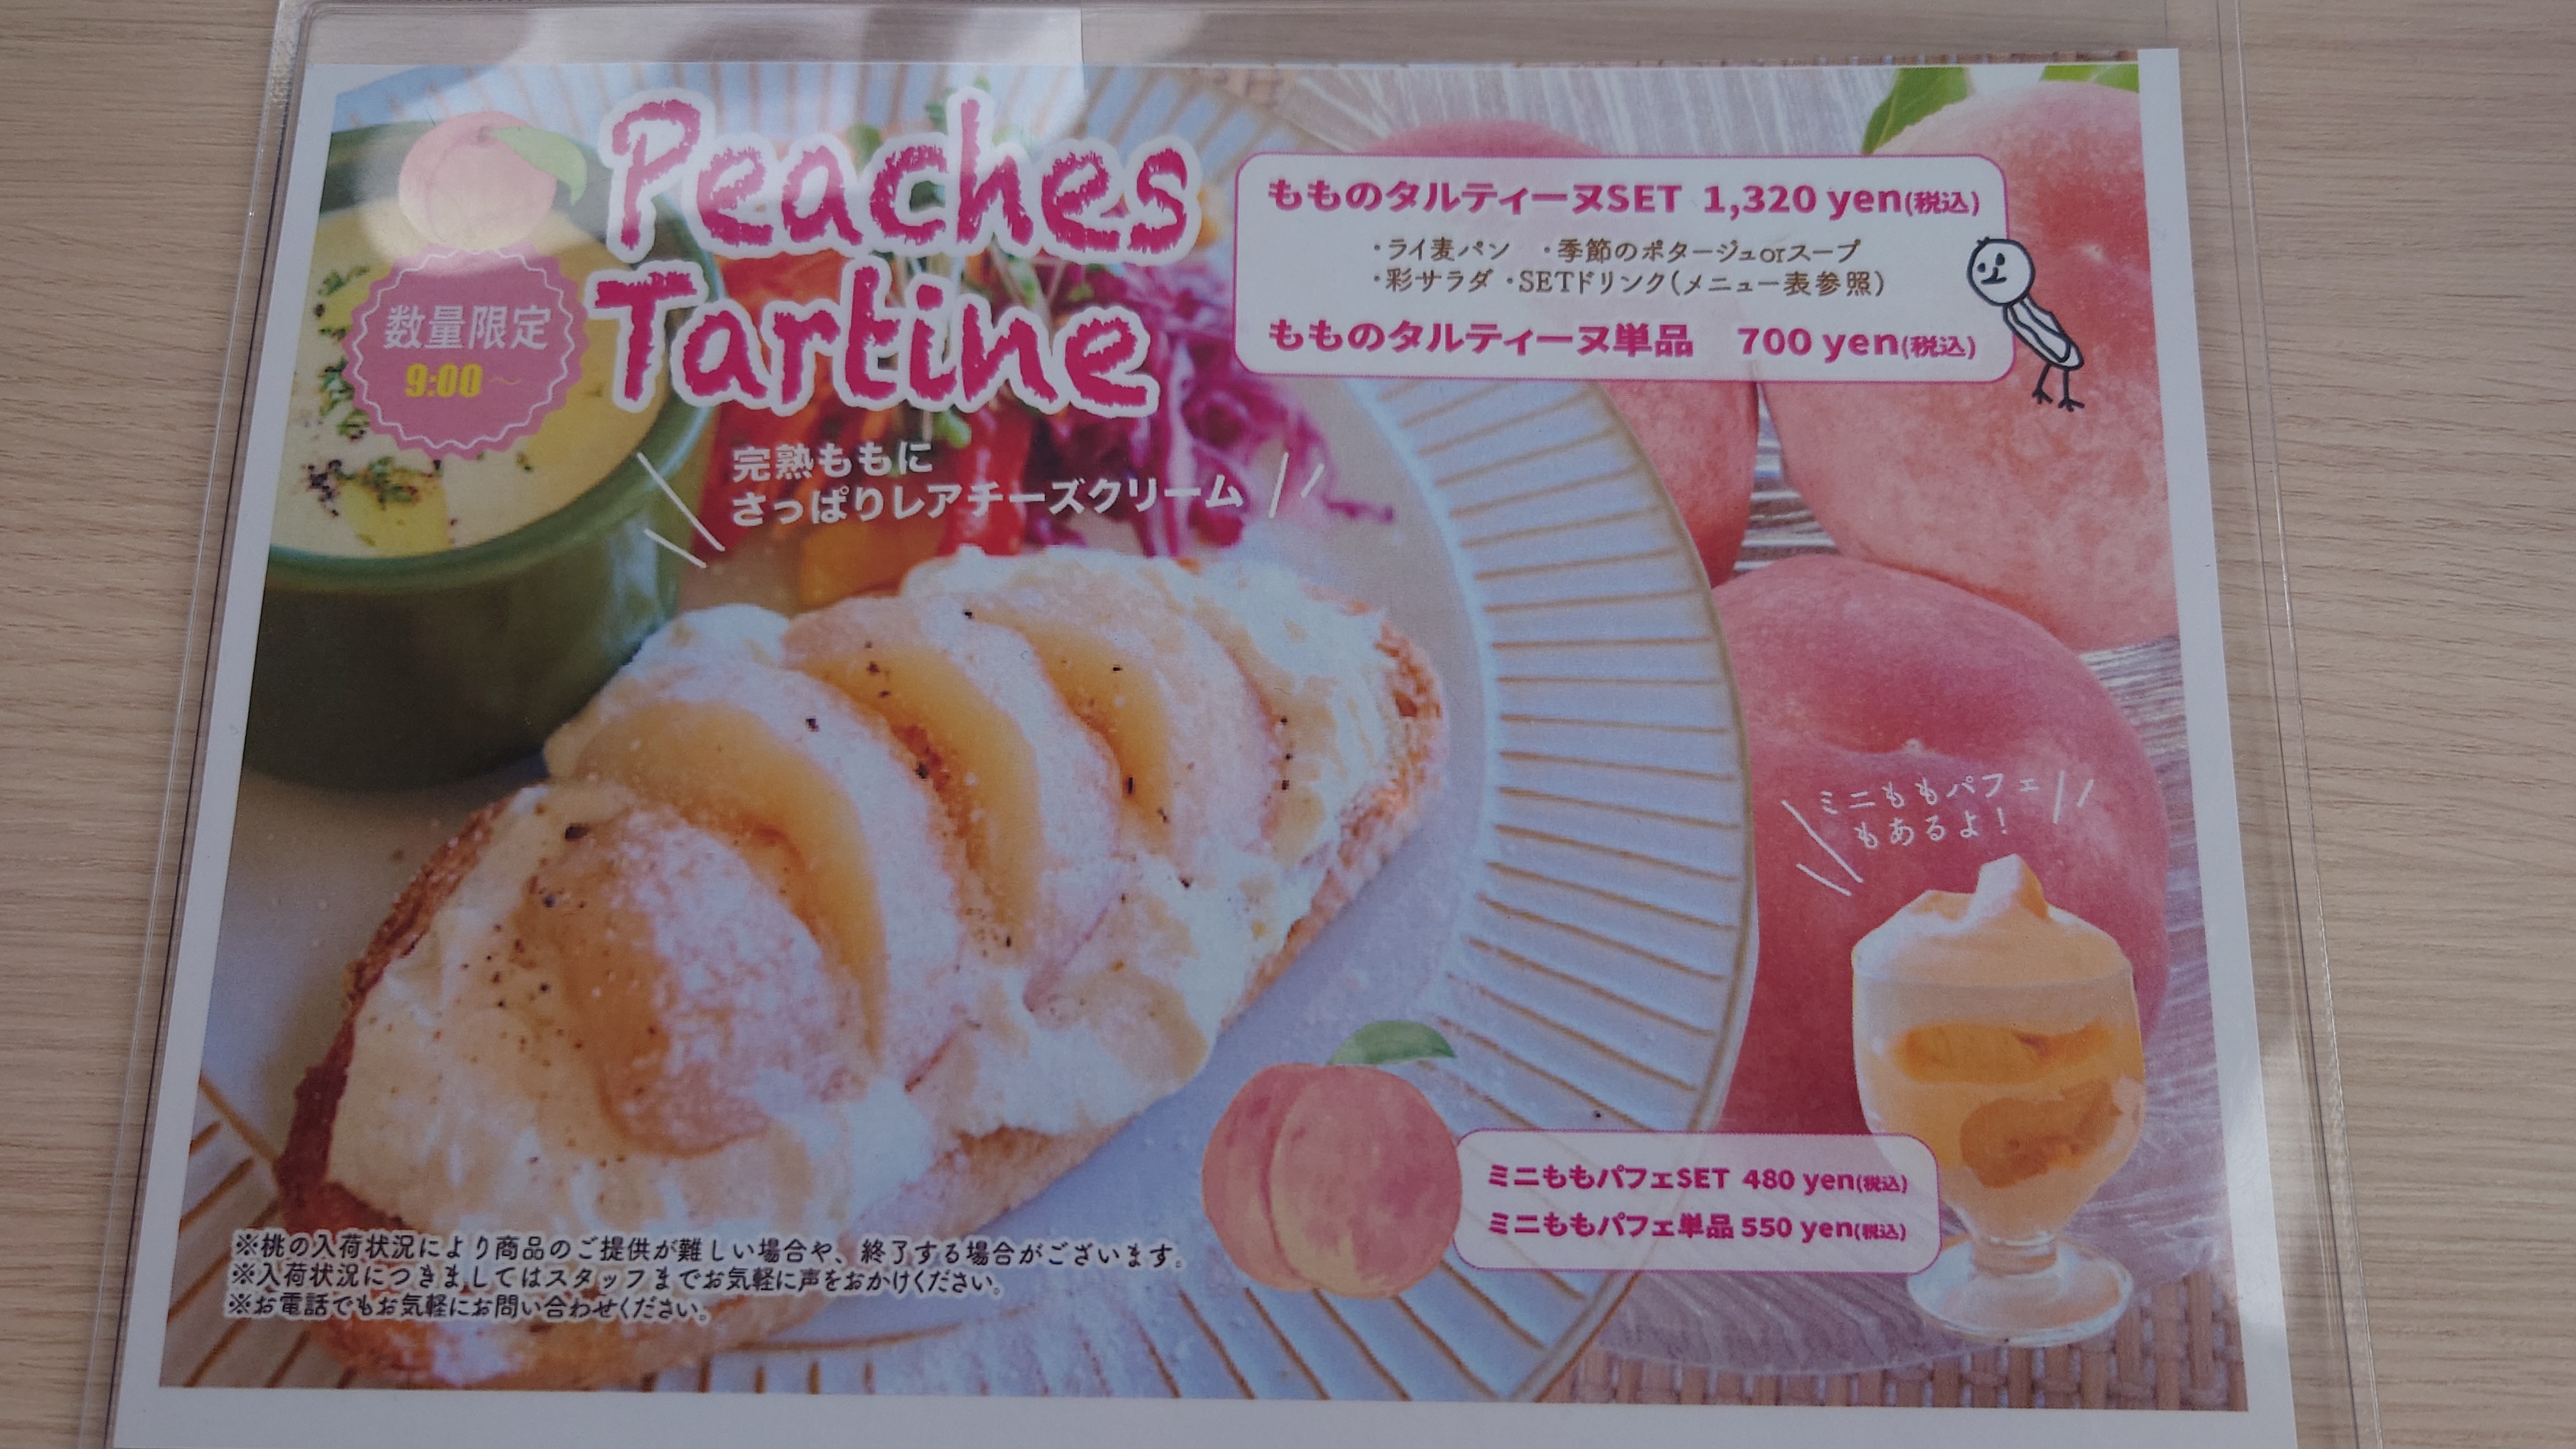 Peaches
Tartine
数量限定
9:00～
もものタルティーヌSET 1,320 yen(税込)
・ライ麦パン ・季節のポタージュorスープ
・彩サラダ ・SETドリンク(メニュー表参照)
もものタルティーヌ単品 700 yen(税込)
完熟ももに
さっぱりレアチーズクリーム
ミニももパフェ
もあるよ！
ミニももパフェSET 480 yen(税込)
ミニももパフェ単品 550 yen(税込)
※桃の入荷状況により商品のご提供が難しい場合や、終了する場合がございます。
※入荷状況につきましてはスタッフまでお気軽に声をおかけください。
※お電話でもお気軽にお問い合わせください。